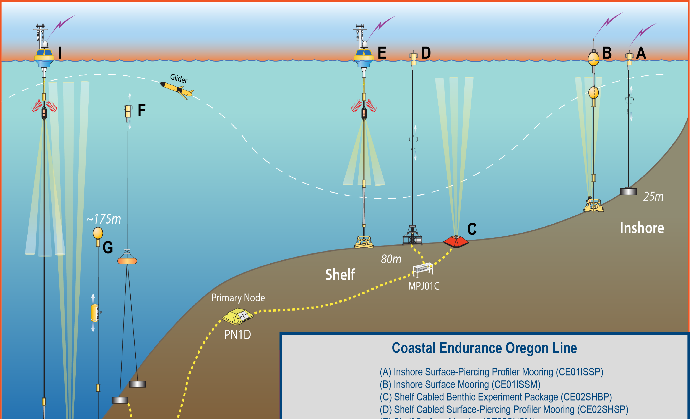 I
E
D
B
A
Glider
F
~175m
G
25m
Inshore
C
80m
Shelf
MPJ01C
Primary Node
PN1D
Coastal Endurance Oregon Line
(A) Inshore Surface-Piercing Profiler Mooring (CE01ISSP)
(B) Inshore Surface Mooring (CE01ISSM)
(C) Shelf Cabled Benthic Experiment Package (CE02SHBP)
(D) Shelf Cabled Surface-Piercing Profiler Mooring (CE02SHSP)